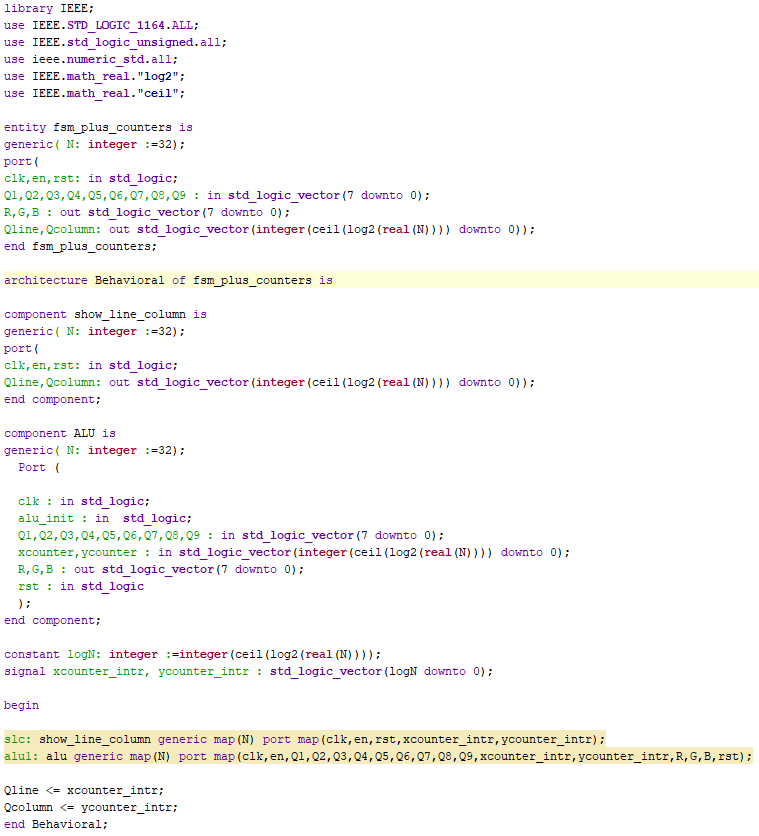 library IEEE;
use IEEE.STD_LOGIC_1164.ALL;
use IEEE.std_logic_unsigned.all;
use ieee.numeric_std.all;
use IEEE.math_real."log2";
use IEEE.math_real."ceil";
entity fsm_plus_counters is
generic( N: integer :=32);
port(
clk,en,rst: in std_logic;
Q1,Q2,Q3,Q4,Q5,Q6,Q7,Q8,Q9 : in std_logic_vector(7 downto 0);
R,G,B : out std_logic_vector(7 downto 0);
Qline,Qcolumn: out std_logic_vector(integer(ceil(log2(real(N)))) downto 0));
end fsm_plus_counters;
architecture Behavioral of fsm_plus_counters is
component show_line_column is
generic( N: integer :=32);
port(
clk,en,rst: in std_logic;
Qline,Qcolumn: out std_logic_vector(integer(ceil(log2(real(N)))) downto 0));
end component;
component ALU is
generic( N: integer :=32);
Port (
clk : in std_logic;
alu_init : in  std_logic;
Q1,Q2,Q3,Q4,Q5,Q6,Q7,Q8,Q9 : in std_logic_vector(7 downto 0);
xcounter,ycounter : in std_logic_vector(integer(ceil(log2(real(N)))) downto 0);
R,G,B : out std_logic_vector(7 downto 0);
rst : in std_logic
);
end component;
constant logN: integer :=integer(ceil(log2(real(N))));
signal xcounter_intr, ycounter_intr : std_logic_vector(logN downto 0);
begin
slc: show_line_column generic map(N) port map(clk,en,rst,xcounter_intr,ycounter_intr);
alu1: alu generic map(N) port map(clk,en,Q1,Q2,Q3,Q4,Q5,Q6,Q7,Q8,Q9,xcounter_intr,ycounter_intr,R,G,B,rst);
Qline <= xcounter_intr;
Qcolumn <= ycounter_intr;
end Behavioral;